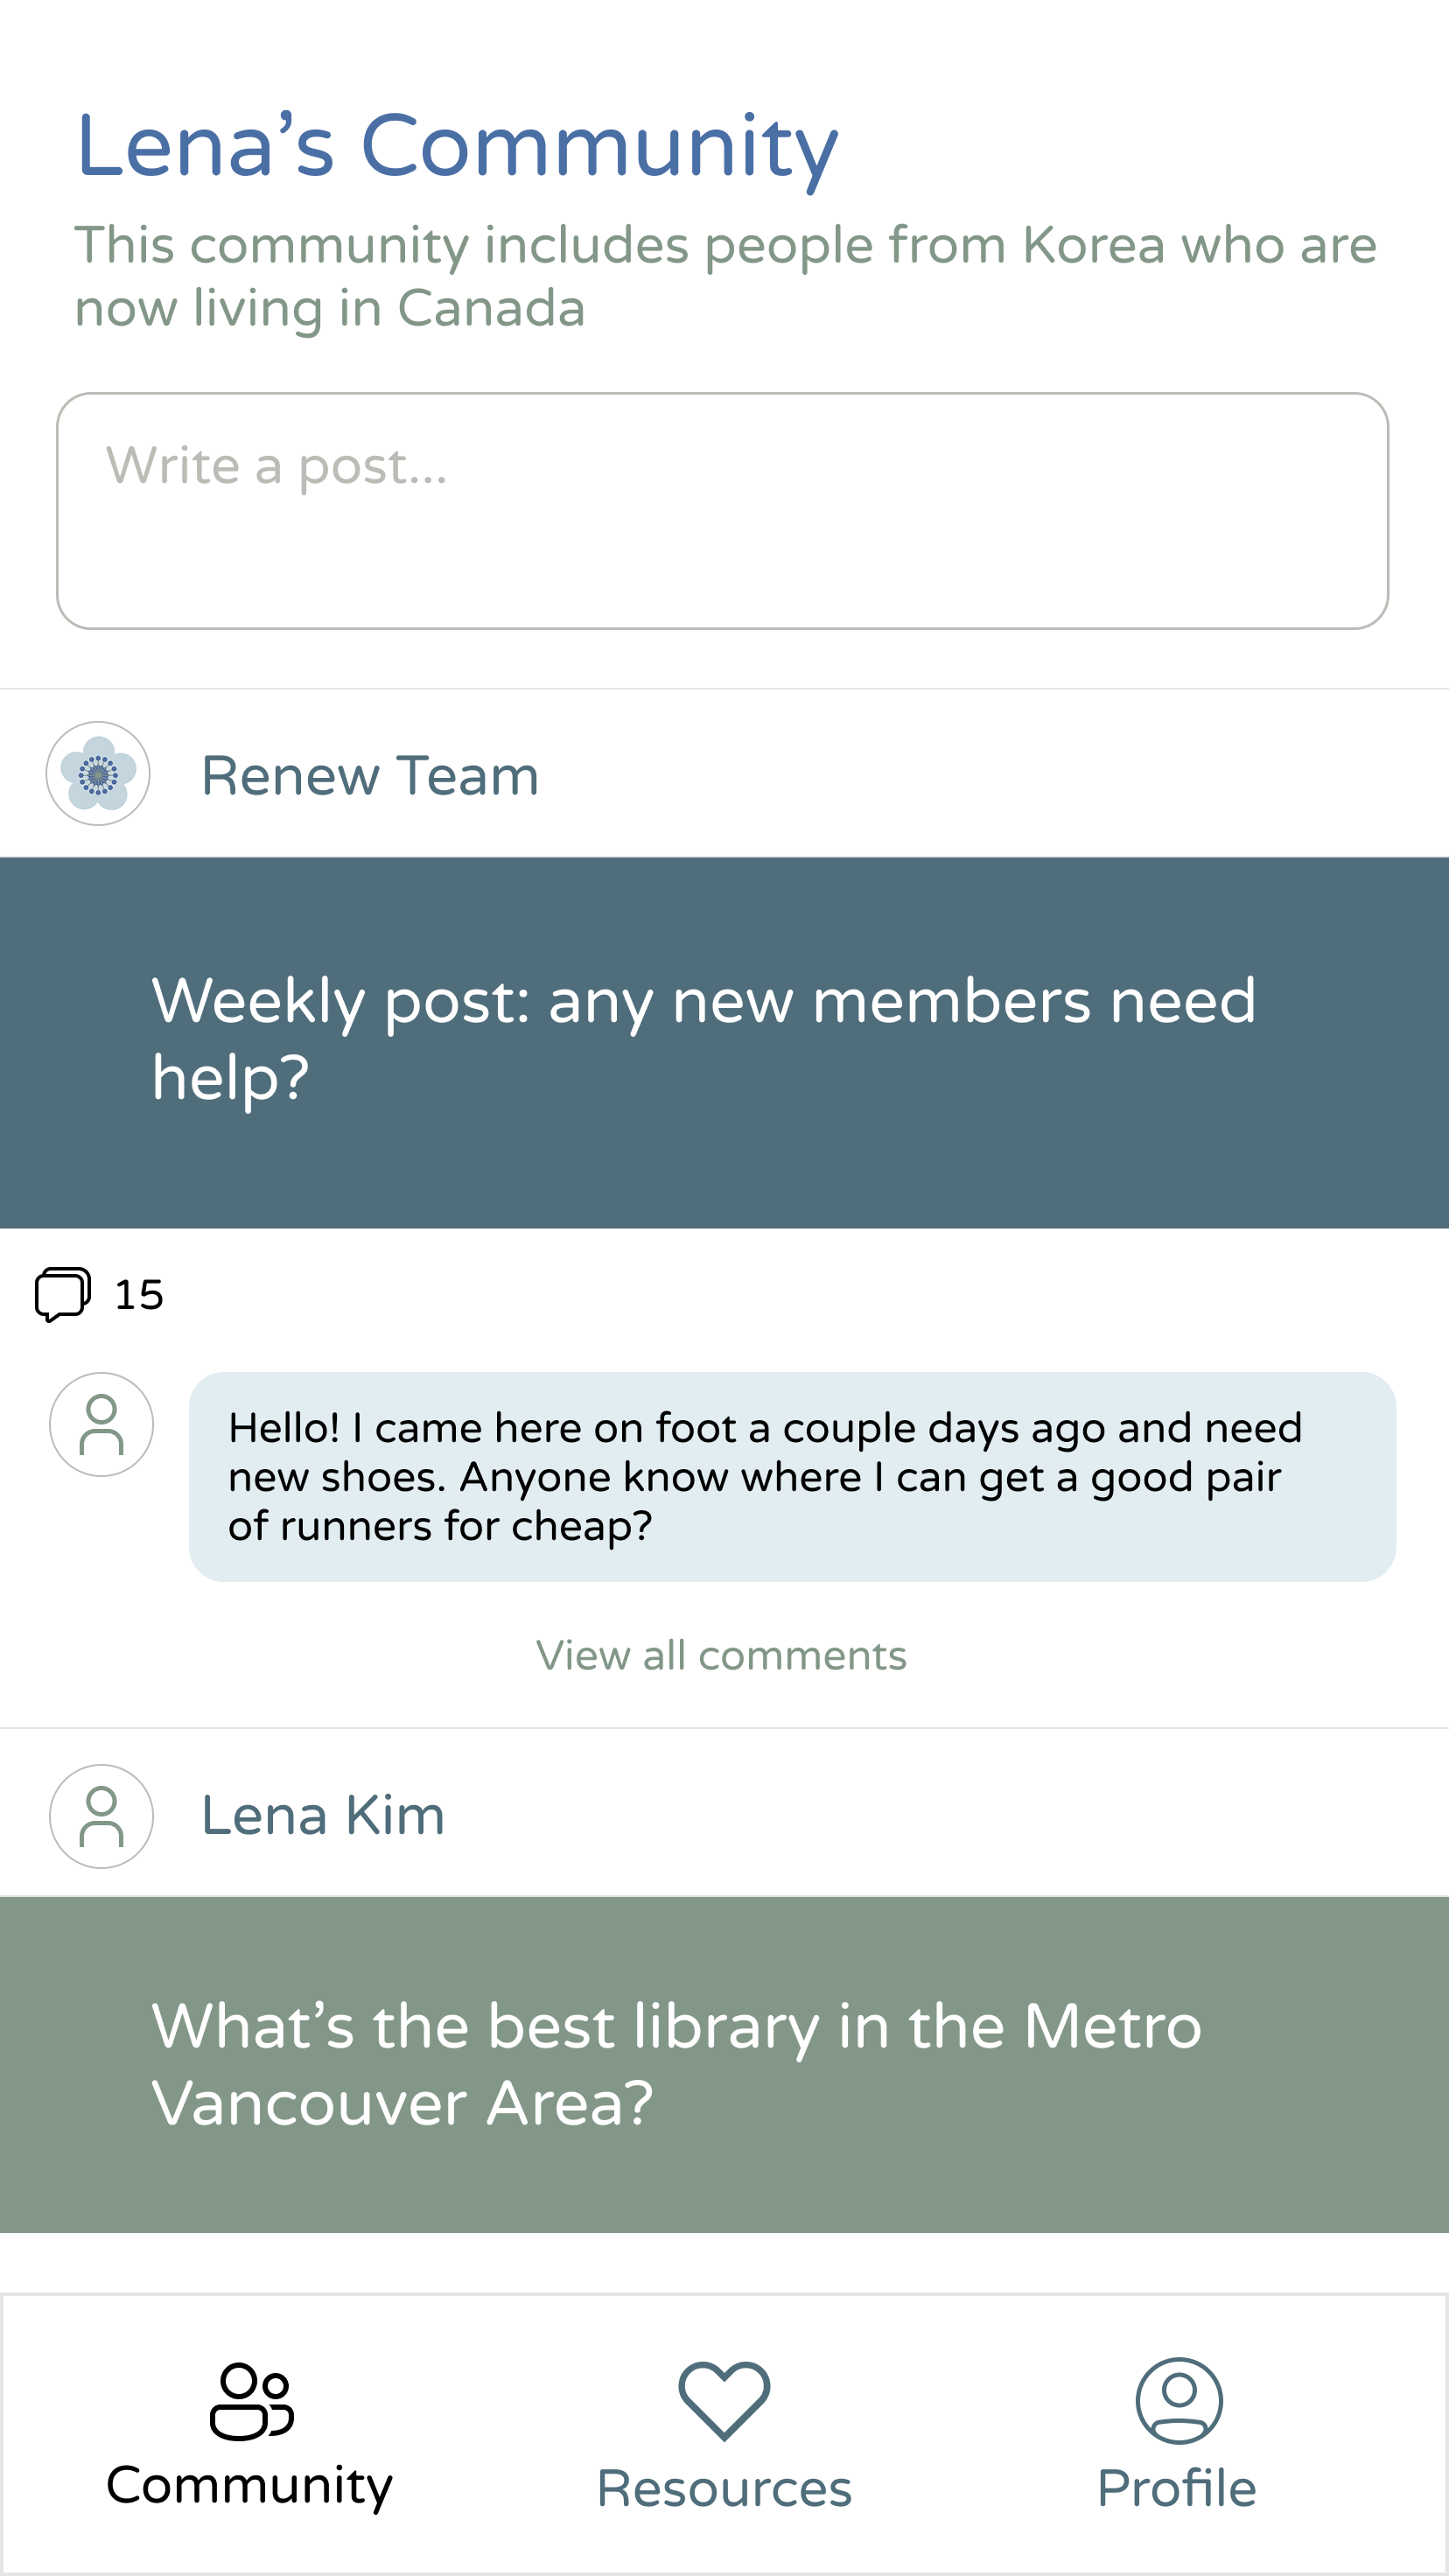 Lena’s Community
This community includes people from Korea who are
now living in Canada
Write a post...
Renew Team
Weekly post: any new members need
help?
15
Hello! I came here on foot a couple days ago and need
new shoes. Anyone know where I can get a good pair
of runners for cheap?
View all comments
Lena Kim
What’s the best library in the Metro
Vancouver Area?
Community
Resources
Profile